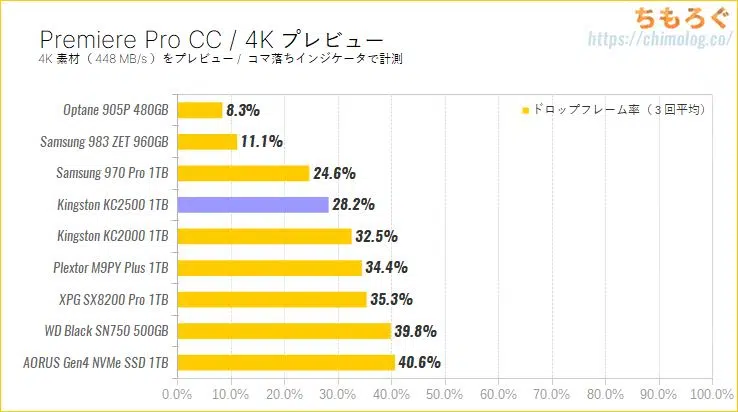 ちもろぐ
https://chimolog.co/
Premiere Pro CC / 4K プレビュー
4K 素材（ 448 MB/s ）をプレビュー / コマ落ちインジケータで計測
ドロップフレーム率（３回平均）
Optane 905P 480GB 8.3%
Samsung 983 ZET 960GB 11.1%
Samsung 970 Pro 1TB 24.6%
Kingston KC2500 1TB 28.2%
Kingston KC2000 1TB 32.5%
Plextor M9PY Plus 1TB 34.4%
XPG SX8200 Pro 1TB 35.3%
WD Black SN750 500GB 39.8%
AORUS Gen4 NVMe SSD 1TB 40.6%
0.0% 10.0% 20.0% 30.0% 40.0% 50.0% 60.0% 70.0% 80.0% 90.0% 100.0%